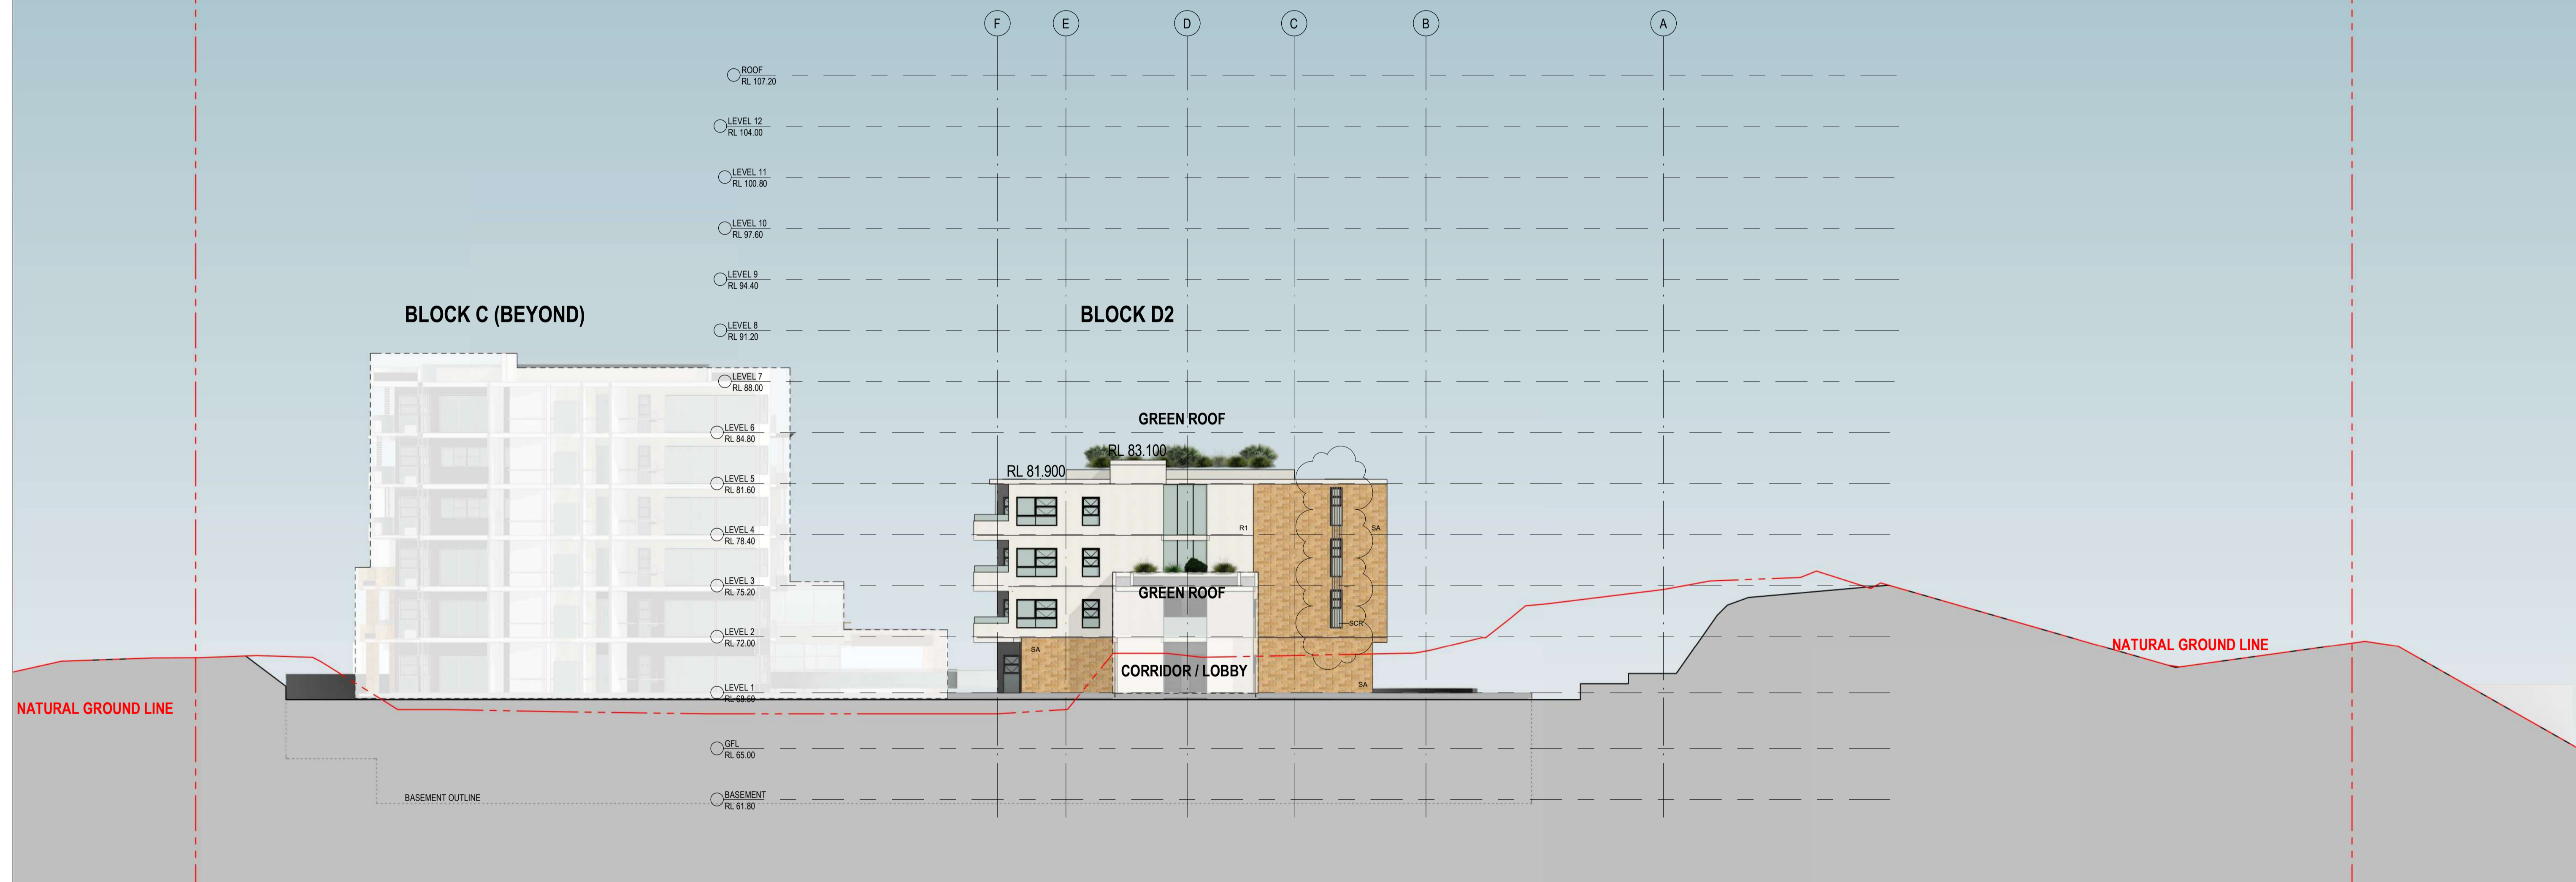 F E D C B A
ROOF
RL 107.20
LEVEL 12
RL 104.00
LEVEL 11
RL 100.80
LEVEL 10
RL 97.60
LEVEL 9
RL 94.40
BLOCK C (BEYOND)
BLOCK D2
LEVEL 8
RL 91.20
LEVEL 7
RL 88.00
GREEN ROOF
LEVEL 6
RL 84.80
RL 83.100
RL 81.900
LEVEL 5
RL 81.60
R1
SA
LEVEL 4
RL 78.40
LEVEL 3
RL 75.20
GREEN ROOF
SCR
LEVEL 2
RL 72.00
SA
NATURAL GROUND LINE
CORRIDOR / LOBBY
SA
LEVEL 1
RL 68.50
NATURAL GROUND LINE
GFL
RL 65.00
BASEMENT OUTLINE
BASEMENT
RL 61.80